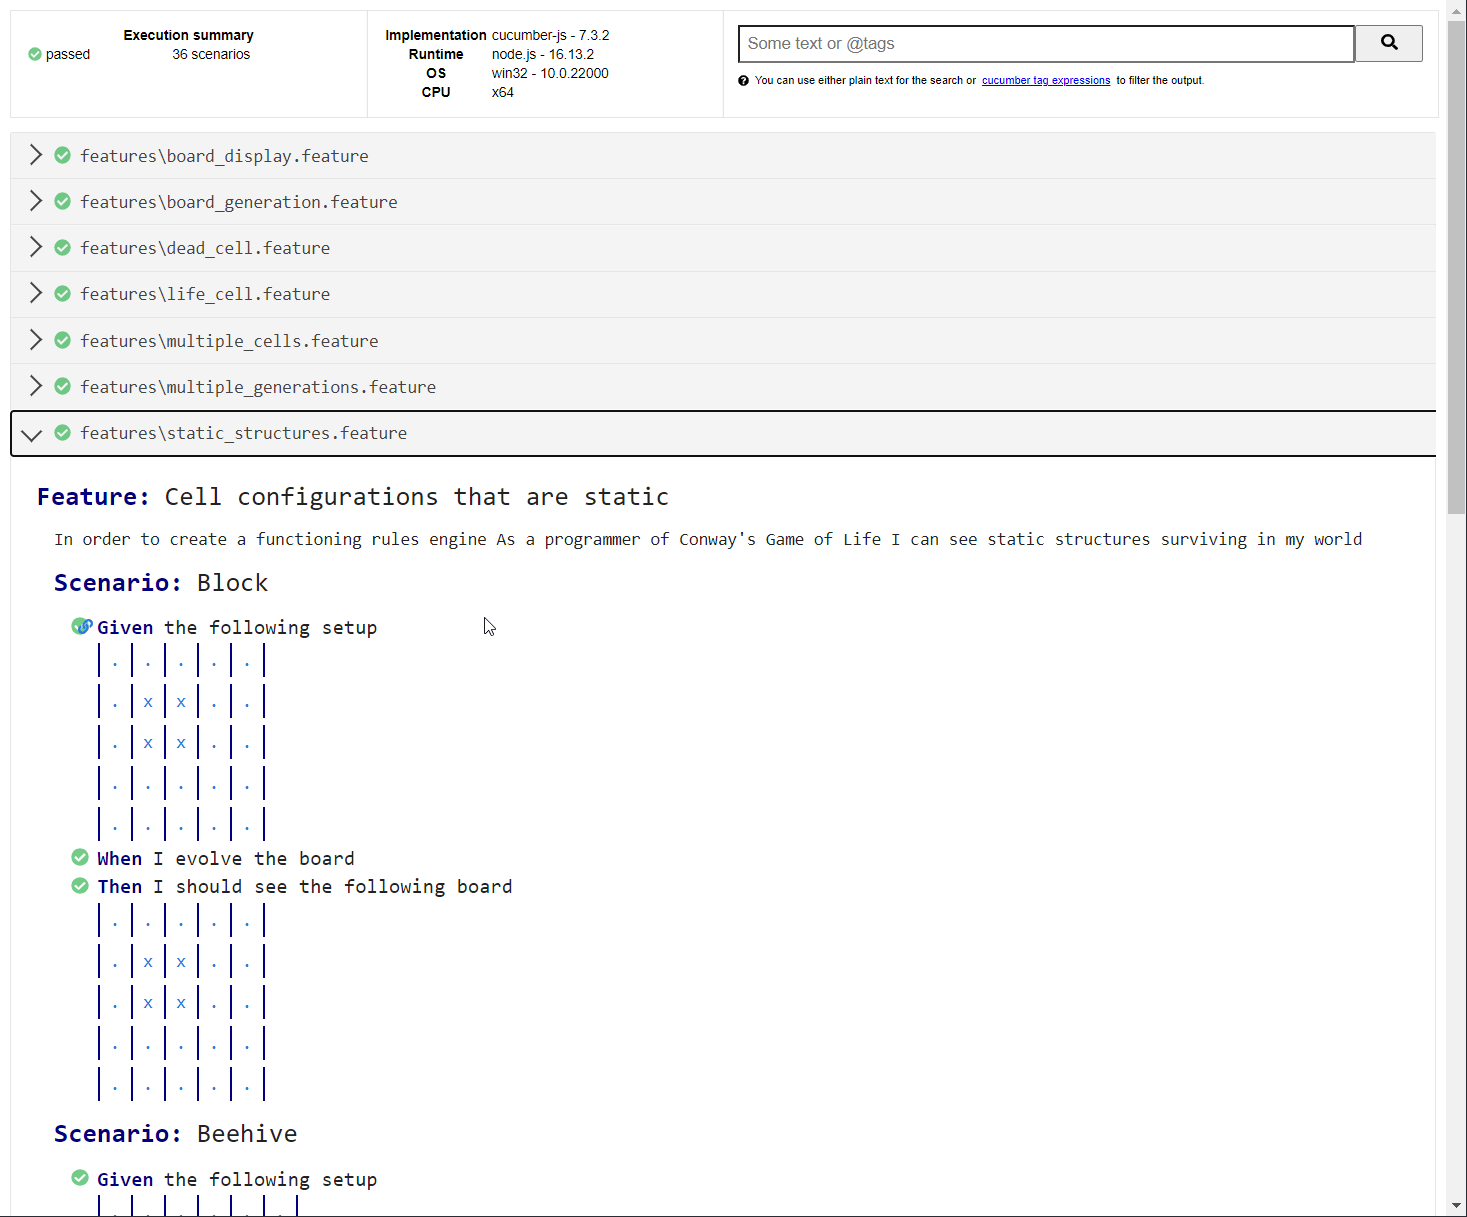 Execution summary
passed 36 scenarios
Implementation cucumber-js - 7.3.2
Runtime node.js - 16.13.2
OS win32 - 10.0.22000
CPU x64
Some text or @tags
You can use either plain text for the search or cucumber tag expressions to filter the output.
features\board_display.feature
features\board_generation.feature
features\dead_cell.feature
features\life_cell.feature
features\multiple_cells.feature
features\multiple_generations.feature
features\static_structures.feature
Feature: Cell configurations that are static
In order to create a functioning rules engine As a programmer of Conway's Game of Life I can see static structures surviving in my world
Scenario: Block
Given the following setup
| . | . | . | . | . |
| . | x | x | . | . |
| . | x | x | . | . |
| . | . | . | . | . |
| . | . | . | . | . |
When I evolve the board
Then I should see the following board
| . | . | . | . | . |
| . | x | x | . | . |
| . | x | x | . | . |
| . | . | . | . | . |
| . | . | . | . | . |
Scenario: Beehive
Given the following setup
| . | . | . | . | . | . |